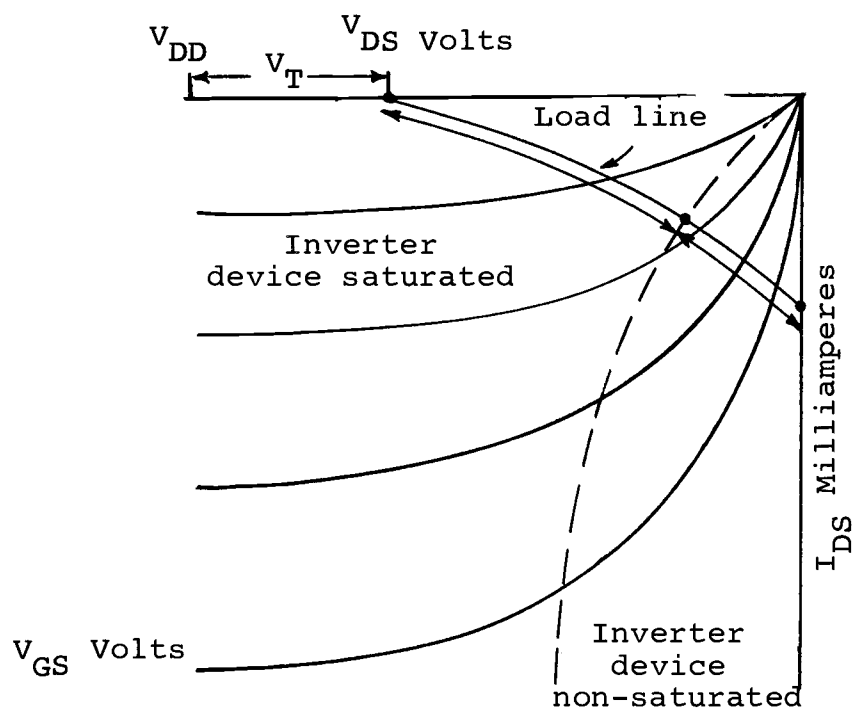 V_DD
V_DS Volts
V_T
Load line
Inverter
device saturated
I_DS Milliamperes
V_GS Volts
Inverter
device
non-saturated